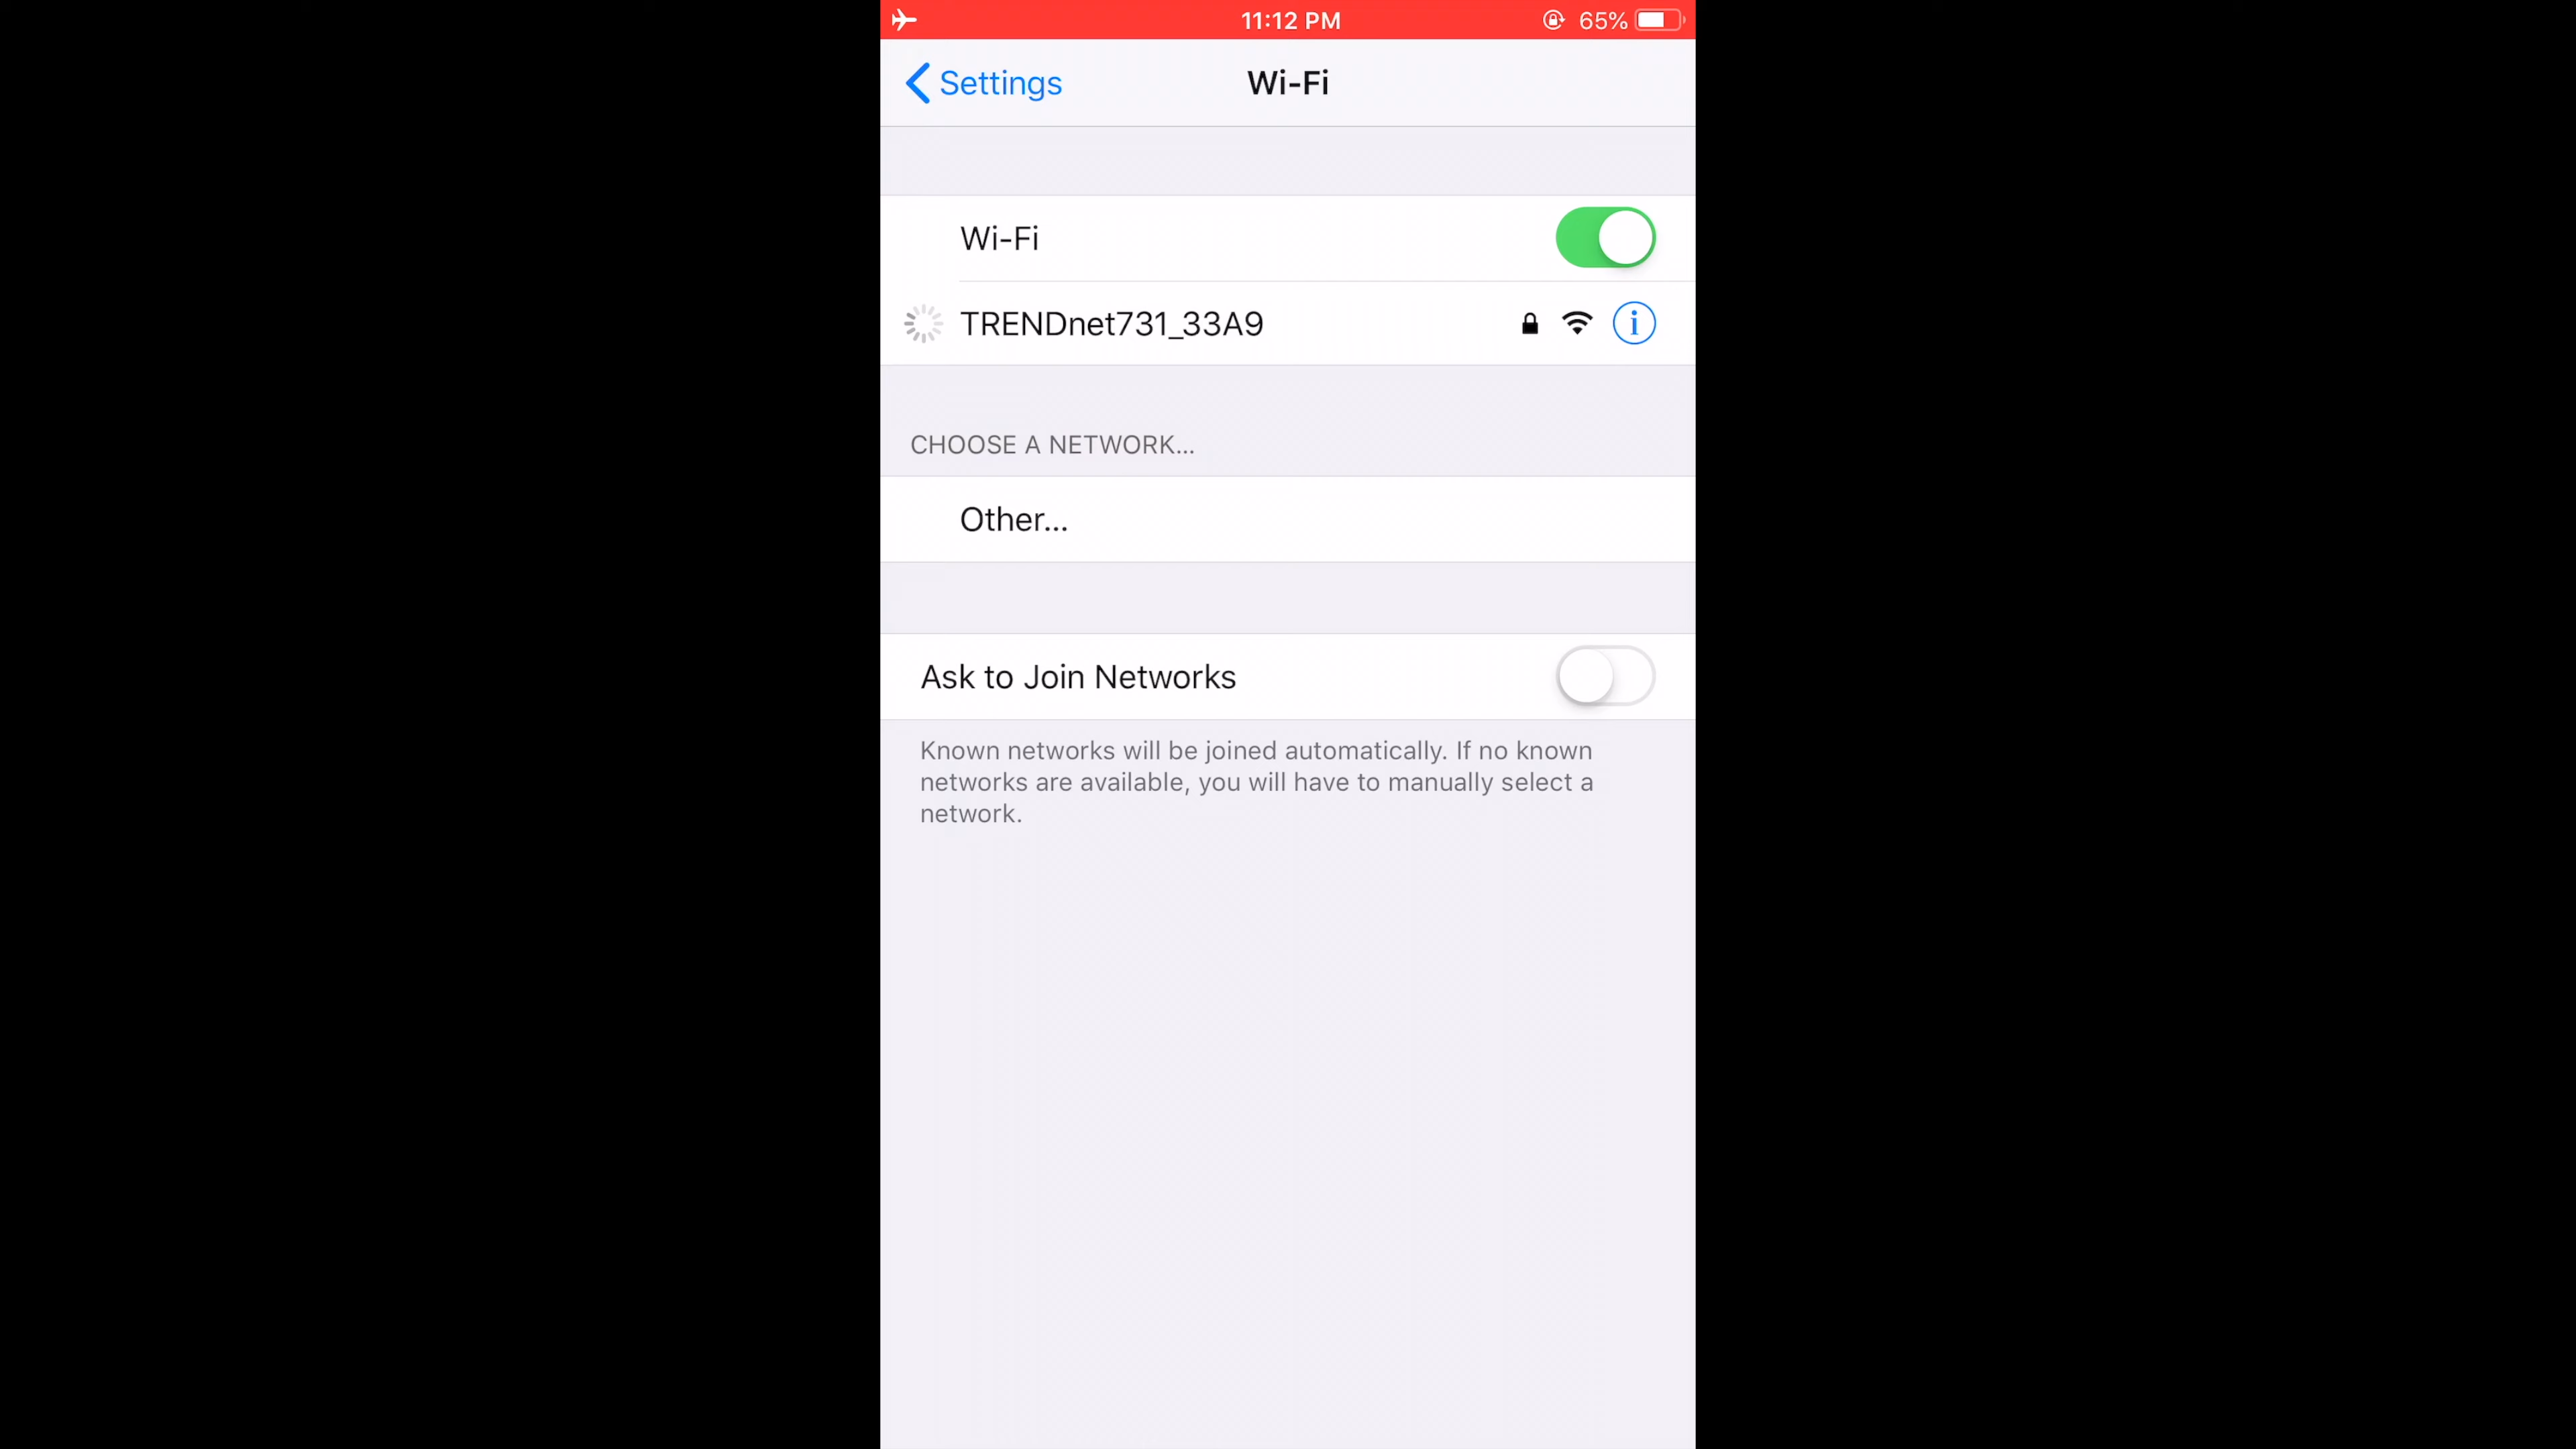 11:12 PM 65%
Settings Wi-Fi
Wi-Fi
TRENDnet731_33A9
CHOOSE A NETWORK...
Other...
Ask to Join Networks
Known networks will be joined automatically. If no known
networks are available, you will have to manually select a
network.